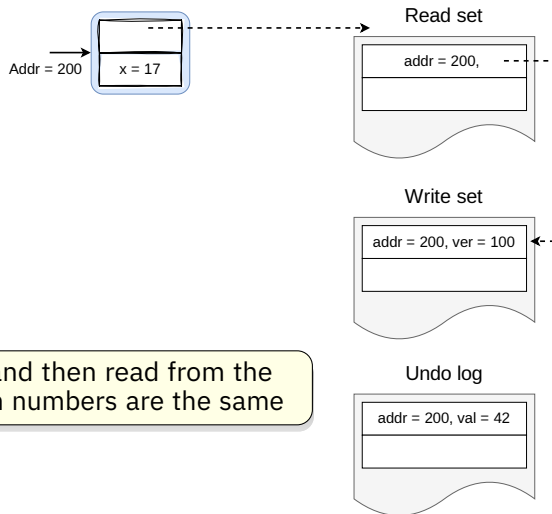 Read set
Addr = 200
x = 17
addr = 200,
Write set
addr = 200, ver = 100
and then read from the
numbers are the same
Undo log
addr = 200, val = 42